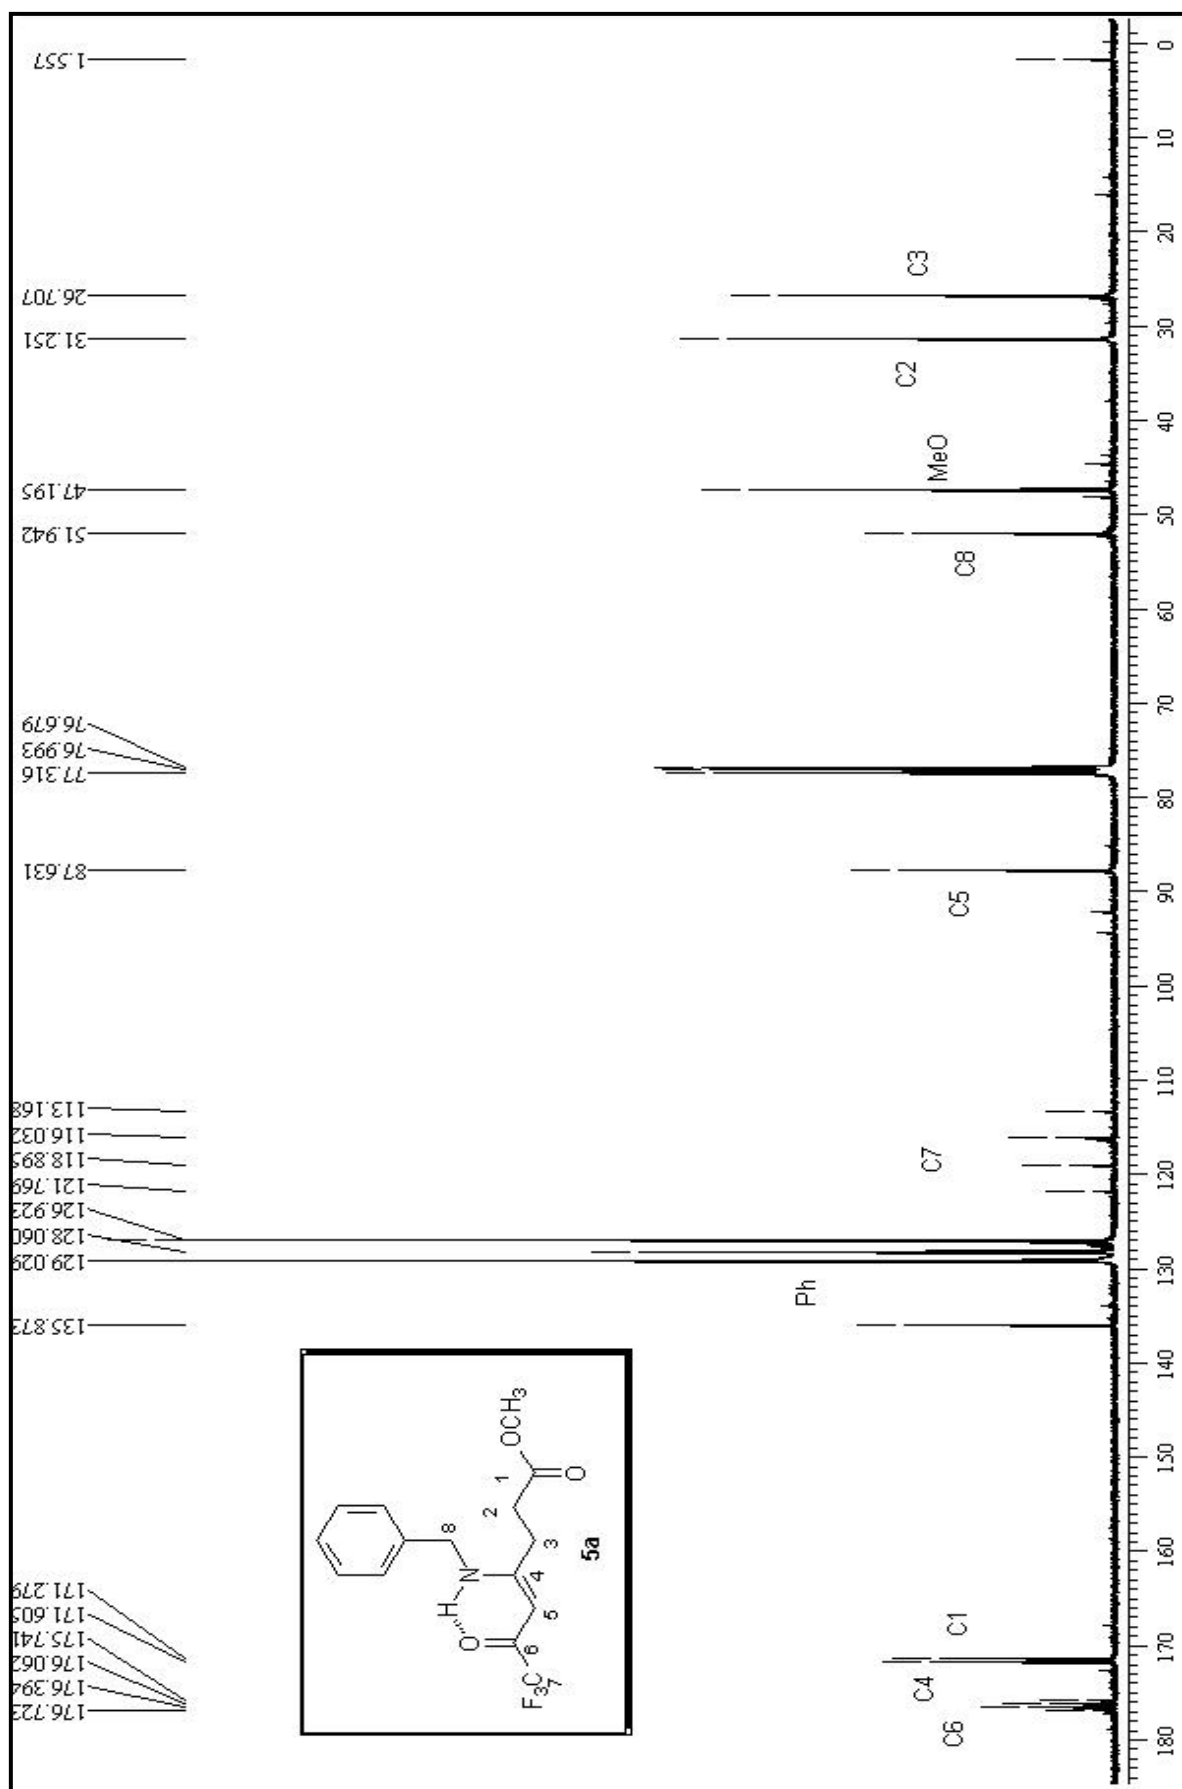 176.723
176.394
176.062
175.741
171.605
171.279
135.873
129.029
128.060
126.923
121.769
118.895
116.032
113.168
87.631
77.316
76.993
76.679
51.942
47.195
31.251
26.707
1.557
F₃C
7
6
O
H
N
5
4
8
3
2
1
O
OCH₃
5a
C6
C4
C1
Ph
C7
C5
C8
MeO
C2
C3
180 170 160 150 140 130 120 110 100 90 80 70 60 50 40 30 20 10 0